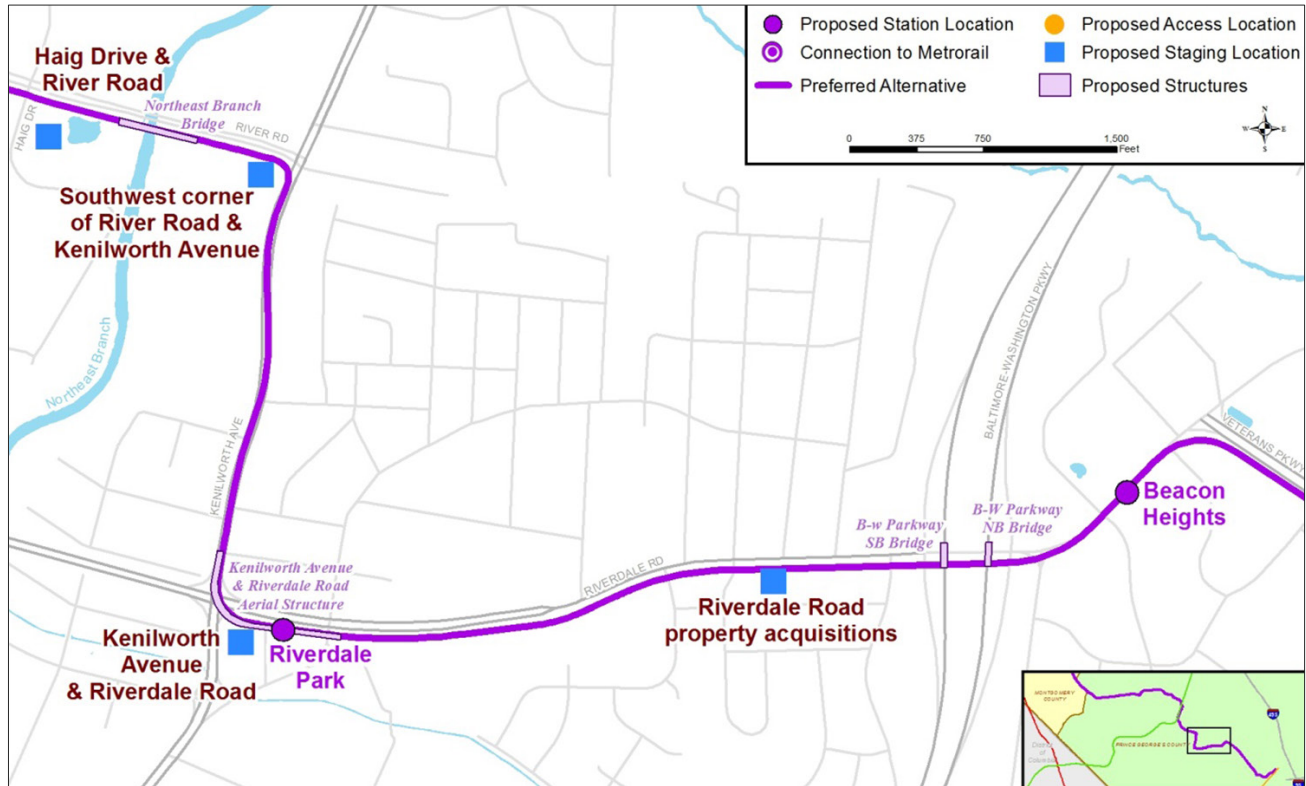 Haig Drive &
River Road
Northeast Branch
Bridge
RIVER RD
HAIG DR
Southwest corner
of River Road &
Kenilworth Avenue
Northeast Branch
KENILWORTH AVE
Kenilworth Avenue
& Riverdale Road
Aerial Structure
Kenilworth
Avenue
& Riverdale Road
Riverdale
Park
RIVERDALE RD
Riverdale Road
property acquisitions
B-w Parkway
SB Bridge
B-W Parkway
NB Bridge
BALTIMORE-WASHINGTON PKWY
Beacon
Heights
VETERANS PKWY
Proposed Station Location
Connection to Metrorail
Preferred Alternative
Proposed Access Location
Proposed Staging Location
Proposed Structures
0 375 750 1,500
Feet
N
W E
S
MONTGOMERY
COUNTY
PRINCE GEORGE'S COUNTY
District
of
Columbia